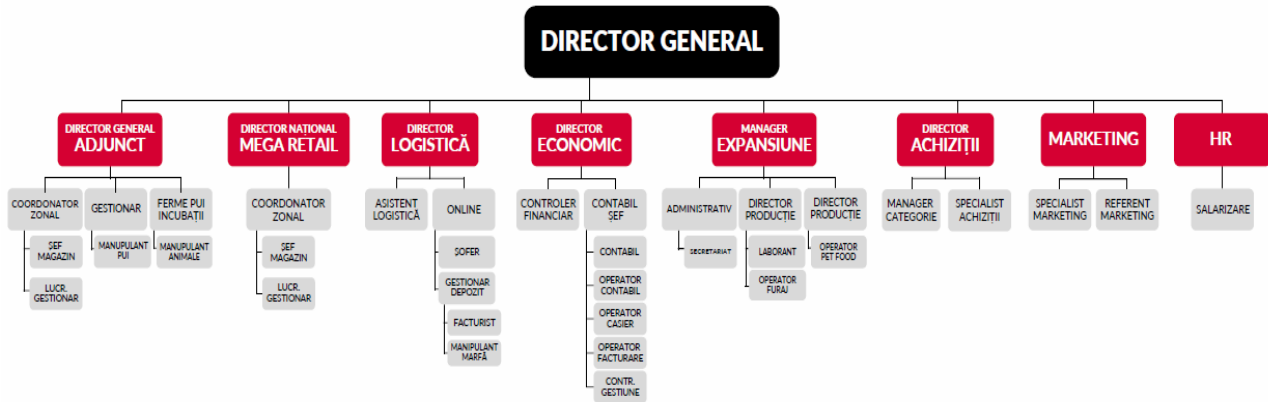 DIRECTOR GENERAL
DIRECTOR GENERAL
ADJUNCT
DIRECTOR NAȚIONAL
MEGA RETAIL
DIRECTOR
LOGISTICĂ
DIRECTOR
ECONOMIC
MANAGER
EXPANSIUNE
DIRECTOR
ACHIZIȚII
MARKETING
HR
COORDONATOR
ZONAL
GESTIONAR
FERME PUI
INCUBAȚII
COORDONATOR
ZONAL
ASISTENT
LOGISTICĂ
ONLINE
CONTROLER
FINANCIAR
CONTABIL
ȘEF
ADMINISTRATIV
DIRECTOR
PRODUCȚIE
DIRECTOR
PRODUCȚIE
MANAGER
CATEGORIE
SPECIALIST
ACHIZIȚII
SPECIALIST
MARKETING
REFERENT
MARKETING
SALARIZARE
ȘEF
MAGAZIN
MANUPULANT
PUI
MANUPULANT
ANIMALE
ȘEF
MAGAZIN
ȘOFER
CONTABIL
SECRETARIAT
LABORANT
OPERATOR
PET FOOD
LUCR.
GESTIONAR
LUCR.
GESTIONAR
GESTIONAR
DEPOZIT
OPERATOR
CONTABIL
OPERATOR
FURAJ
FACTURIST
OPERATOR
CASIER
MANIPULANT
MARFĂ
OPERATOR
FACTURARE
CONTR.
GESTIUNE